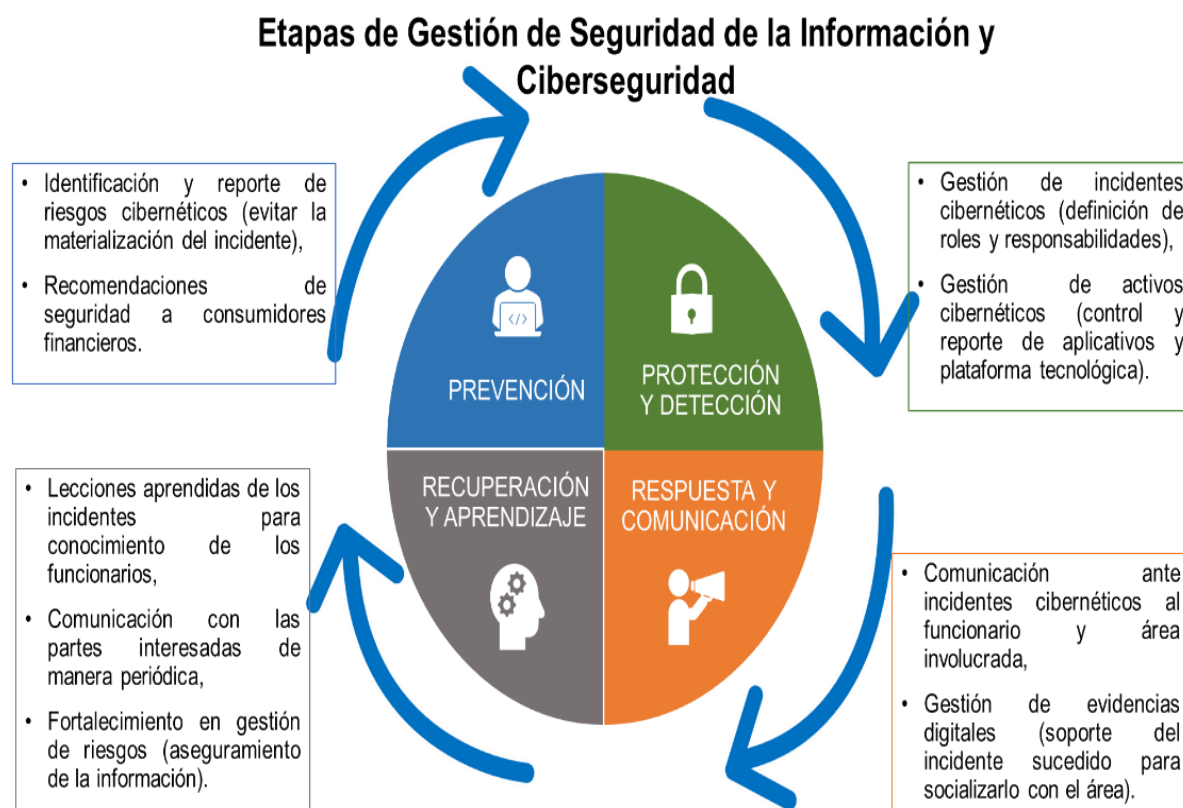 Etapas de Gestión de Seguridad de la Información y
Ciberseguridad
• Identificación y reporte de
riesgos cibernéticos (evitar la
materialización del incidente),
• Recomendaciones de
seguridad a consumidores
financieros.
PREVENCIÓN
</>
PROTECCIÓN
Y DETECCIÓN
• Gestión de incidentes
cibernéticos (definición de
roles y responsabilidades),
• Gestión de activos
cibernéticos (control y
reporte de aplicativos y
plataforma tecnológica).
• Lecciones aprendidas de los
incidentes para
conocimiento de los
funcionarios,
• Comunicación con las
partes interesadas de
manera periódica,
• Fortalecimiento en gestión
de riesgos (aseguramiento
de la información).
RECUPERACIÓN
Y APRENDIZAJE
RESPUESTA Y
COMUNICACIÓN
• Comunicación ante
incidentes cibernéticos al
funcionario y área
involucrada,
• Gestión de evidencias
digitales (soporte del
incidente sucedido para
socializarlo con el área).